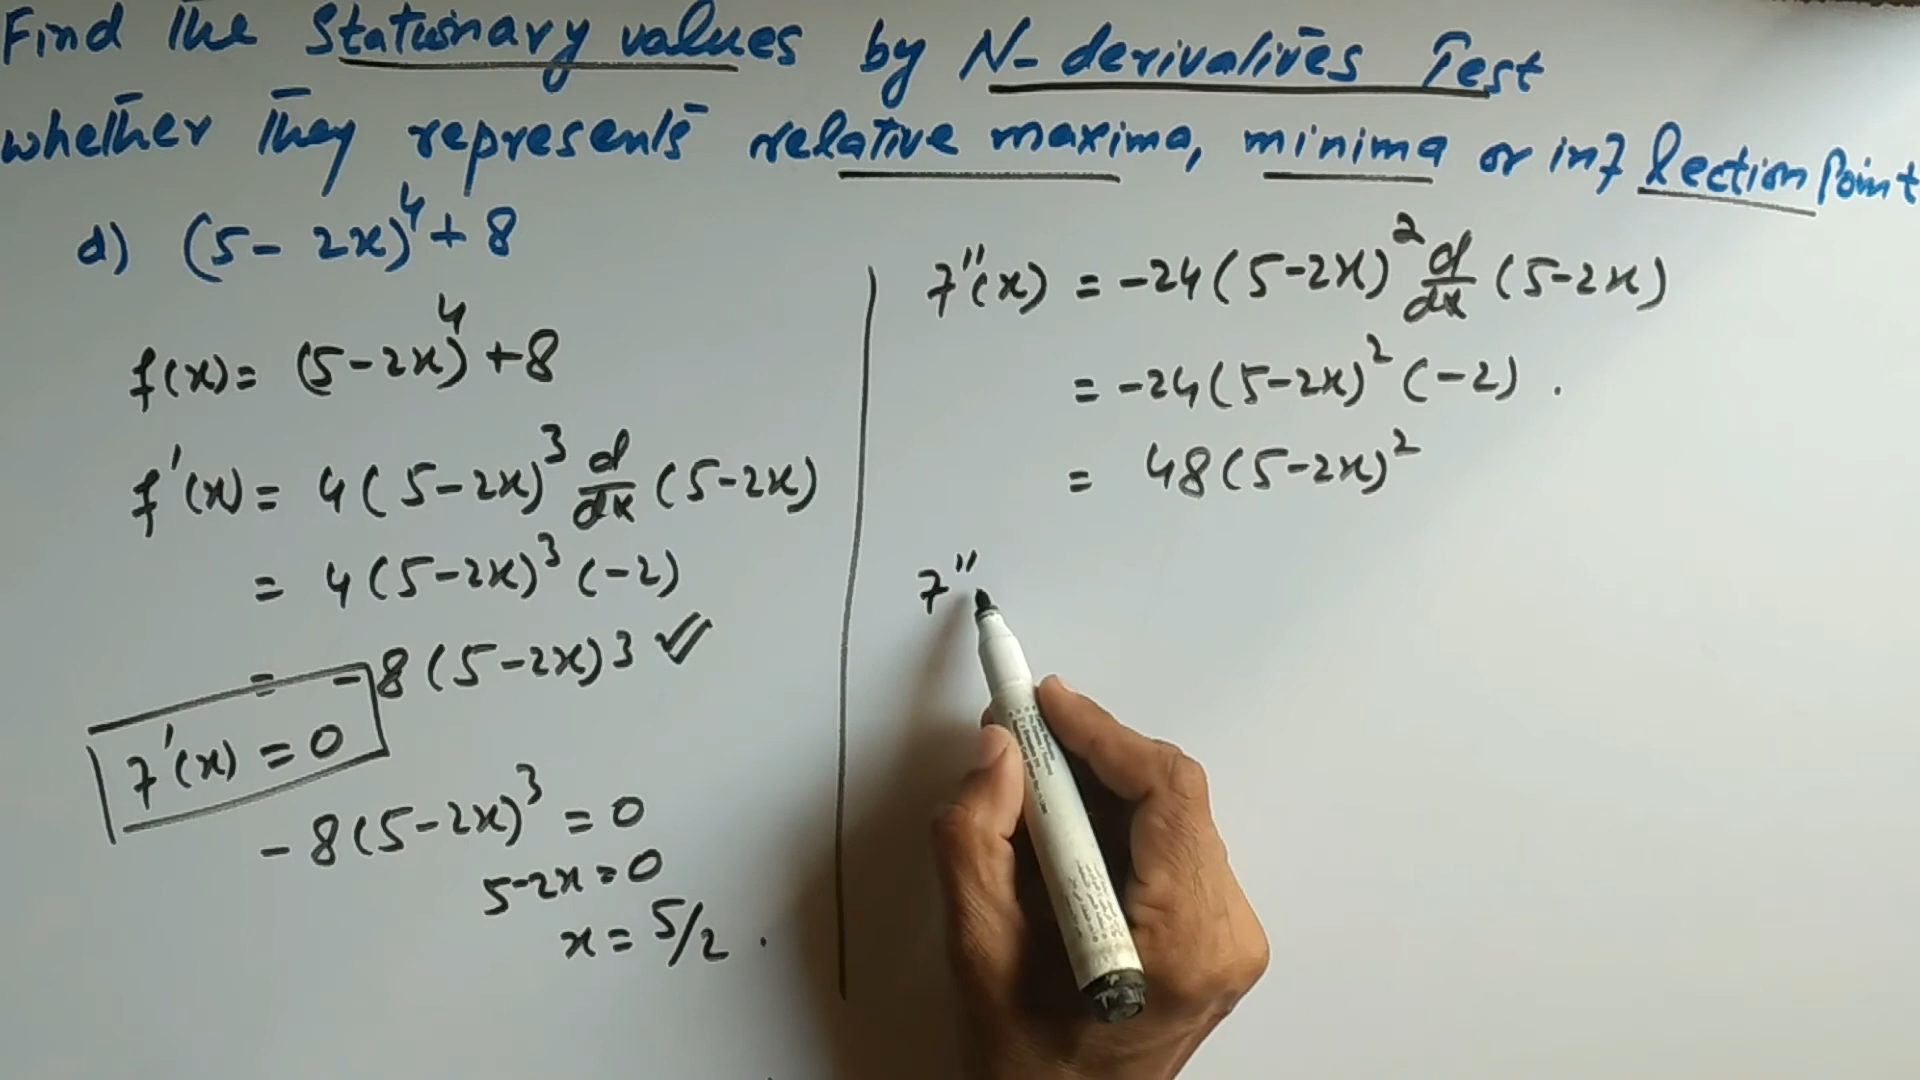 Find the Stationary values by N-derivatives Test
whether they represents relative maxima, minima or inflection Point
d) (5-2x)⁴+8
f(x)= (5-2x)⁴+8
f'(x)= 4(5-2x)³ d/dx (5-2x)
= 4(5-2x)³(-2)
= -8(5-2x)3 ✓
f'(x)=0
-8(5-2x)³=0
5-2x=0
x=5/2.
f''(x) = -24(5-2x)² d/dx (5-2x)
= -24(5-2x)²(-2).
= 48(5-2x)²
f''